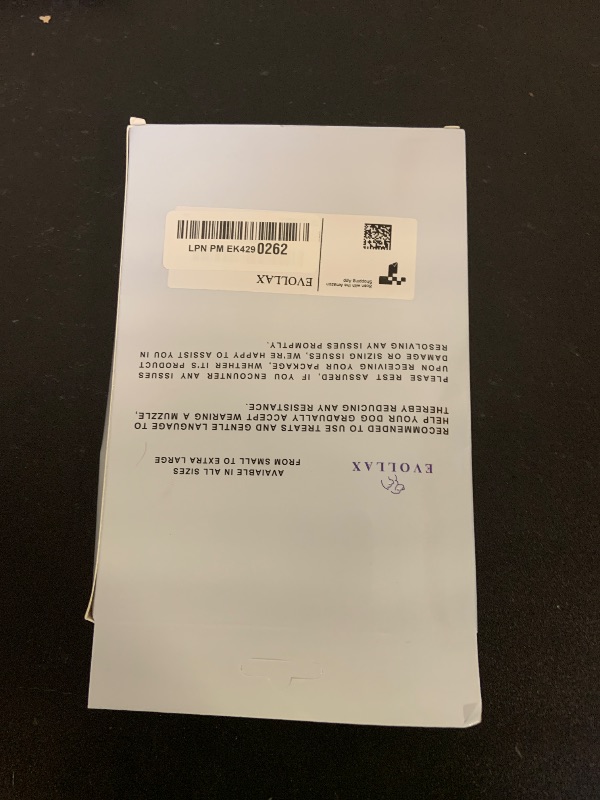 EVOLLAX
AVAIABLE IN ALL SIZES
FROM SMALL TO EXTRA LARGE
RECOMMENDED TO USE TREATS AND GENTLE LANGUAGE TO
HELP YOUR DOG GRADUALLY ACCEPT WEARING A MUZZLE,
THEREBY REDUCING ANY RESISTANCE.
PLEASE REST ASSURED, IF YOU ENCOUNTER ANY ISSUES
UPON RECEIVING YOUR PACKAGE, WHETHER IT'S PRODUCT
DAMAGE OR SIZING ISSUES, WE'RE HAPPY TO ASSIST YOU IN
RESOLVING ANY ISSUES PROMPTLY.
Scan with the Amazon
Shopping App
EVOLLAX
LPN PM EK4290262